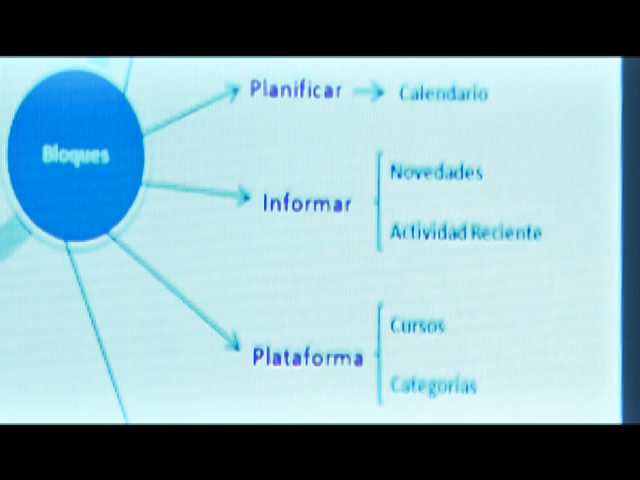 Bloques
Planificar
Calendario
Informar
Novedades
Actividad Reciente
Plataforma
Cursos
Categorías